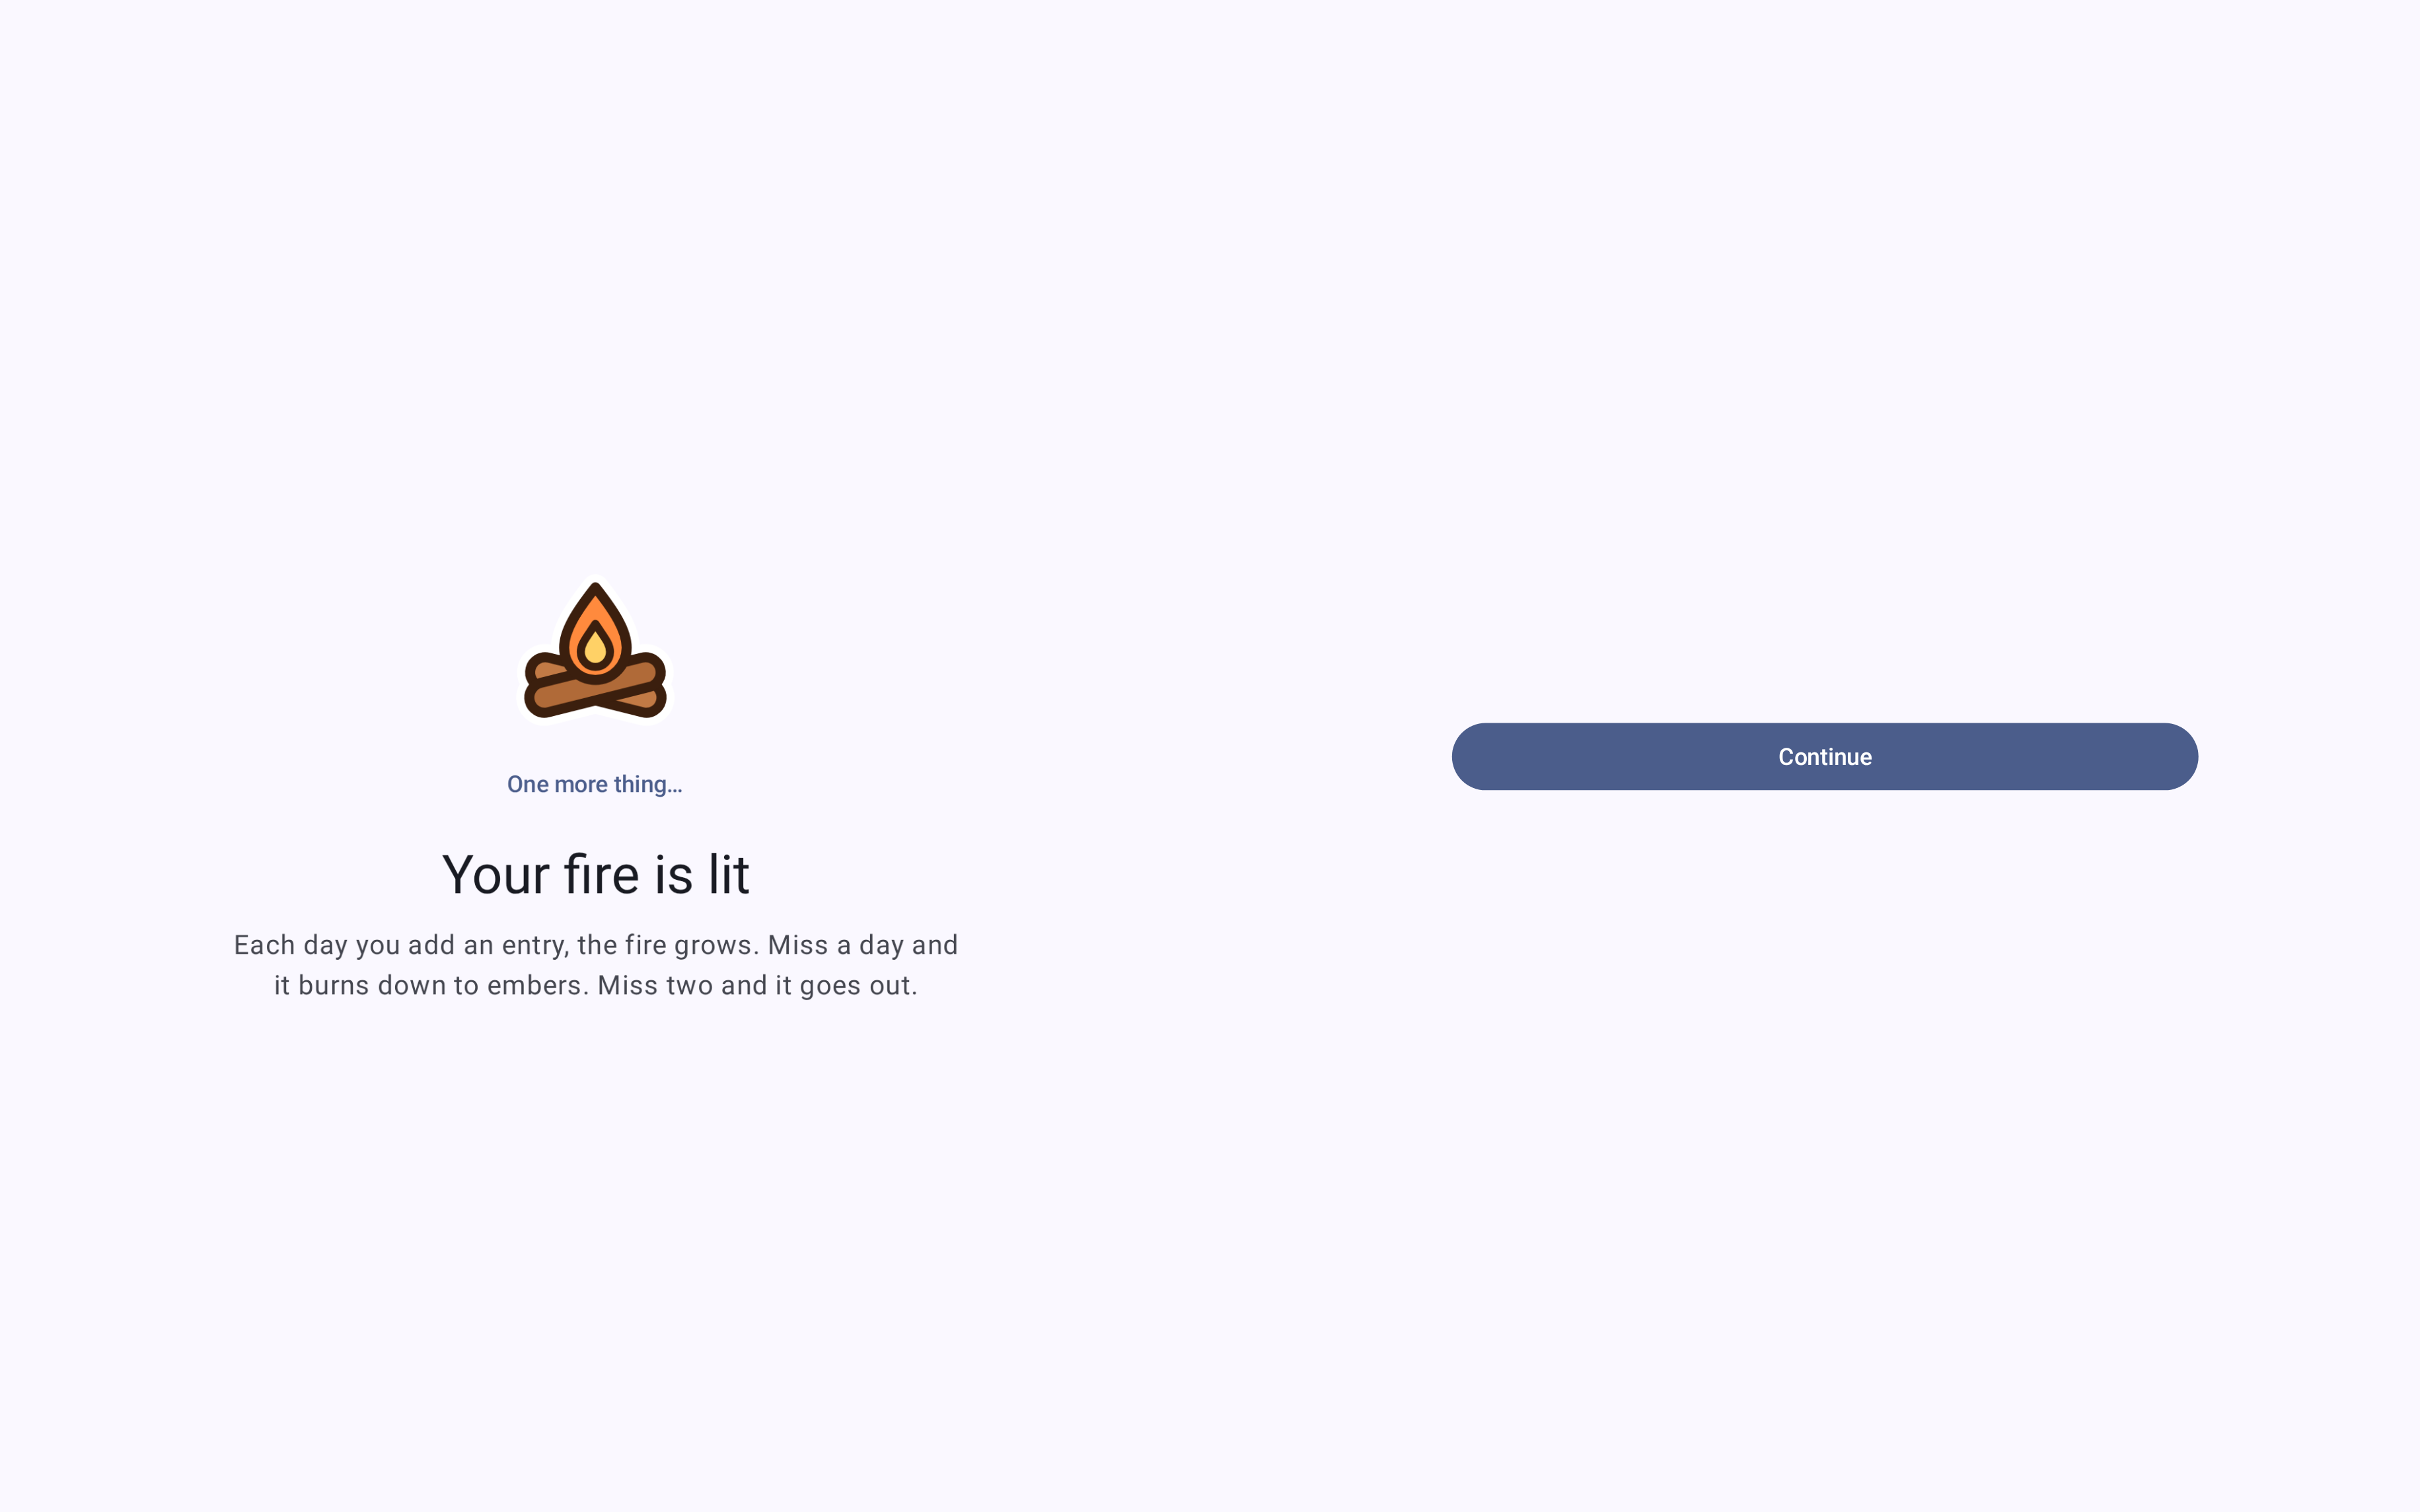 One more thing...
Your fire is lit
Each day you add an entry, the fire grows. Miss a day and
it burns down to embers. Miss two and it goes out.
Continue